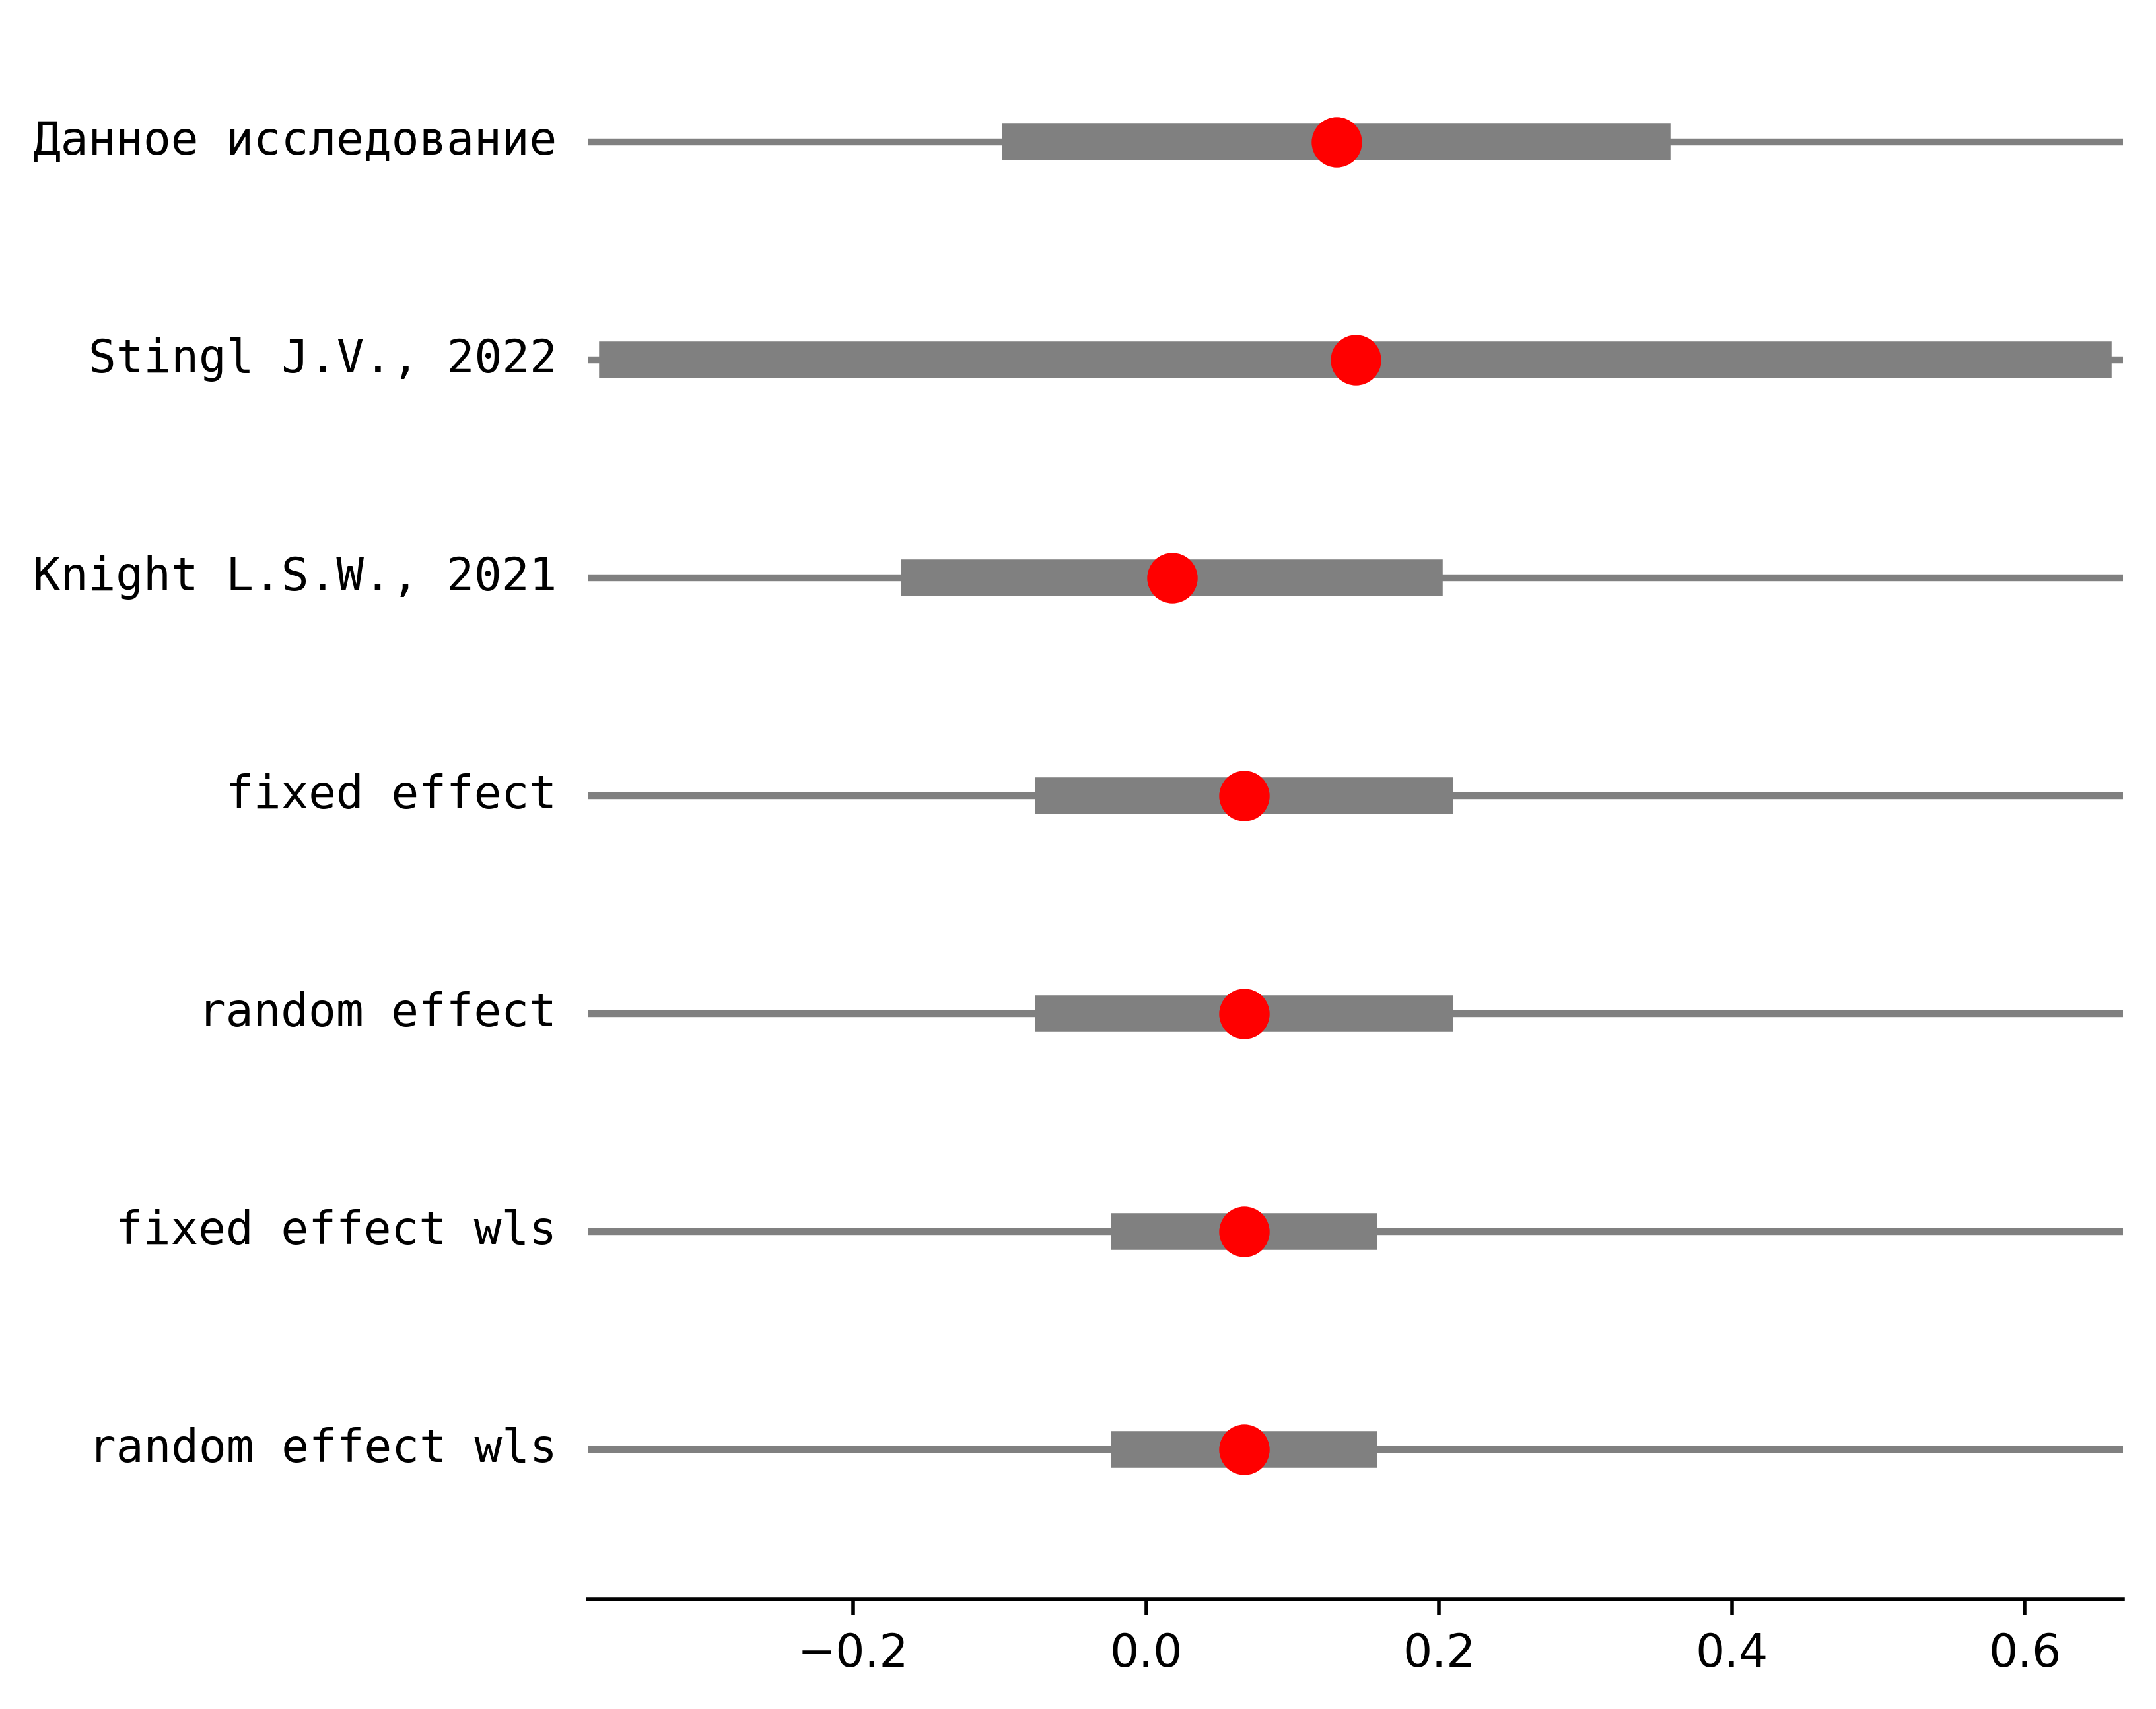 Данное исследование
Stingl J.V., 2022
Knight L.S.W., 2021
fixed effect
random effect
fixed effect wls
random effect wls
−0.2 0.0 0.2 0.4 0.6